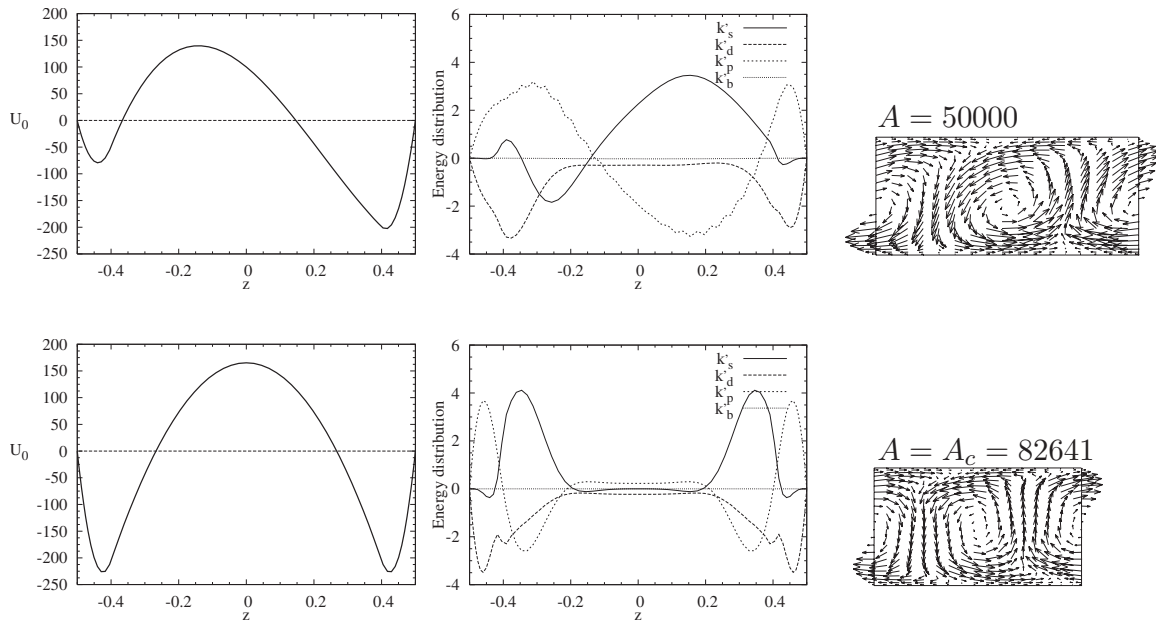 200
150
100
50
U0 0
-50
-100
-150
-200
-250
-0.4 -0.2 0 0.2 0.4
z
Energy distribution
6
4
2
0
-2
-4
k's
k'd
k'p
k'b
-0.4 -0.2 0 0.2 0.4
z
A = 50000
200
150
100
50
U0 0
-50
-100
-150
-200
-250
-0.4 -0.2 0 0.2 0.4
z
Energy distribution
6
4
2
0
-2
-4
k's
k'd
k'p
k'b
-0.4 -0.2 0 0.2 0.4
z
A = Ac = 82641